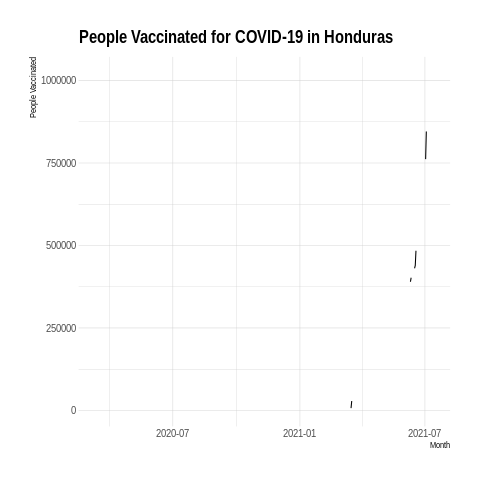 People Vaccinated for COVID-19 in Honduras
People Vaccinated
1000000
750000
500000
250000
0
2020-07
2021-01
2021-07
Month